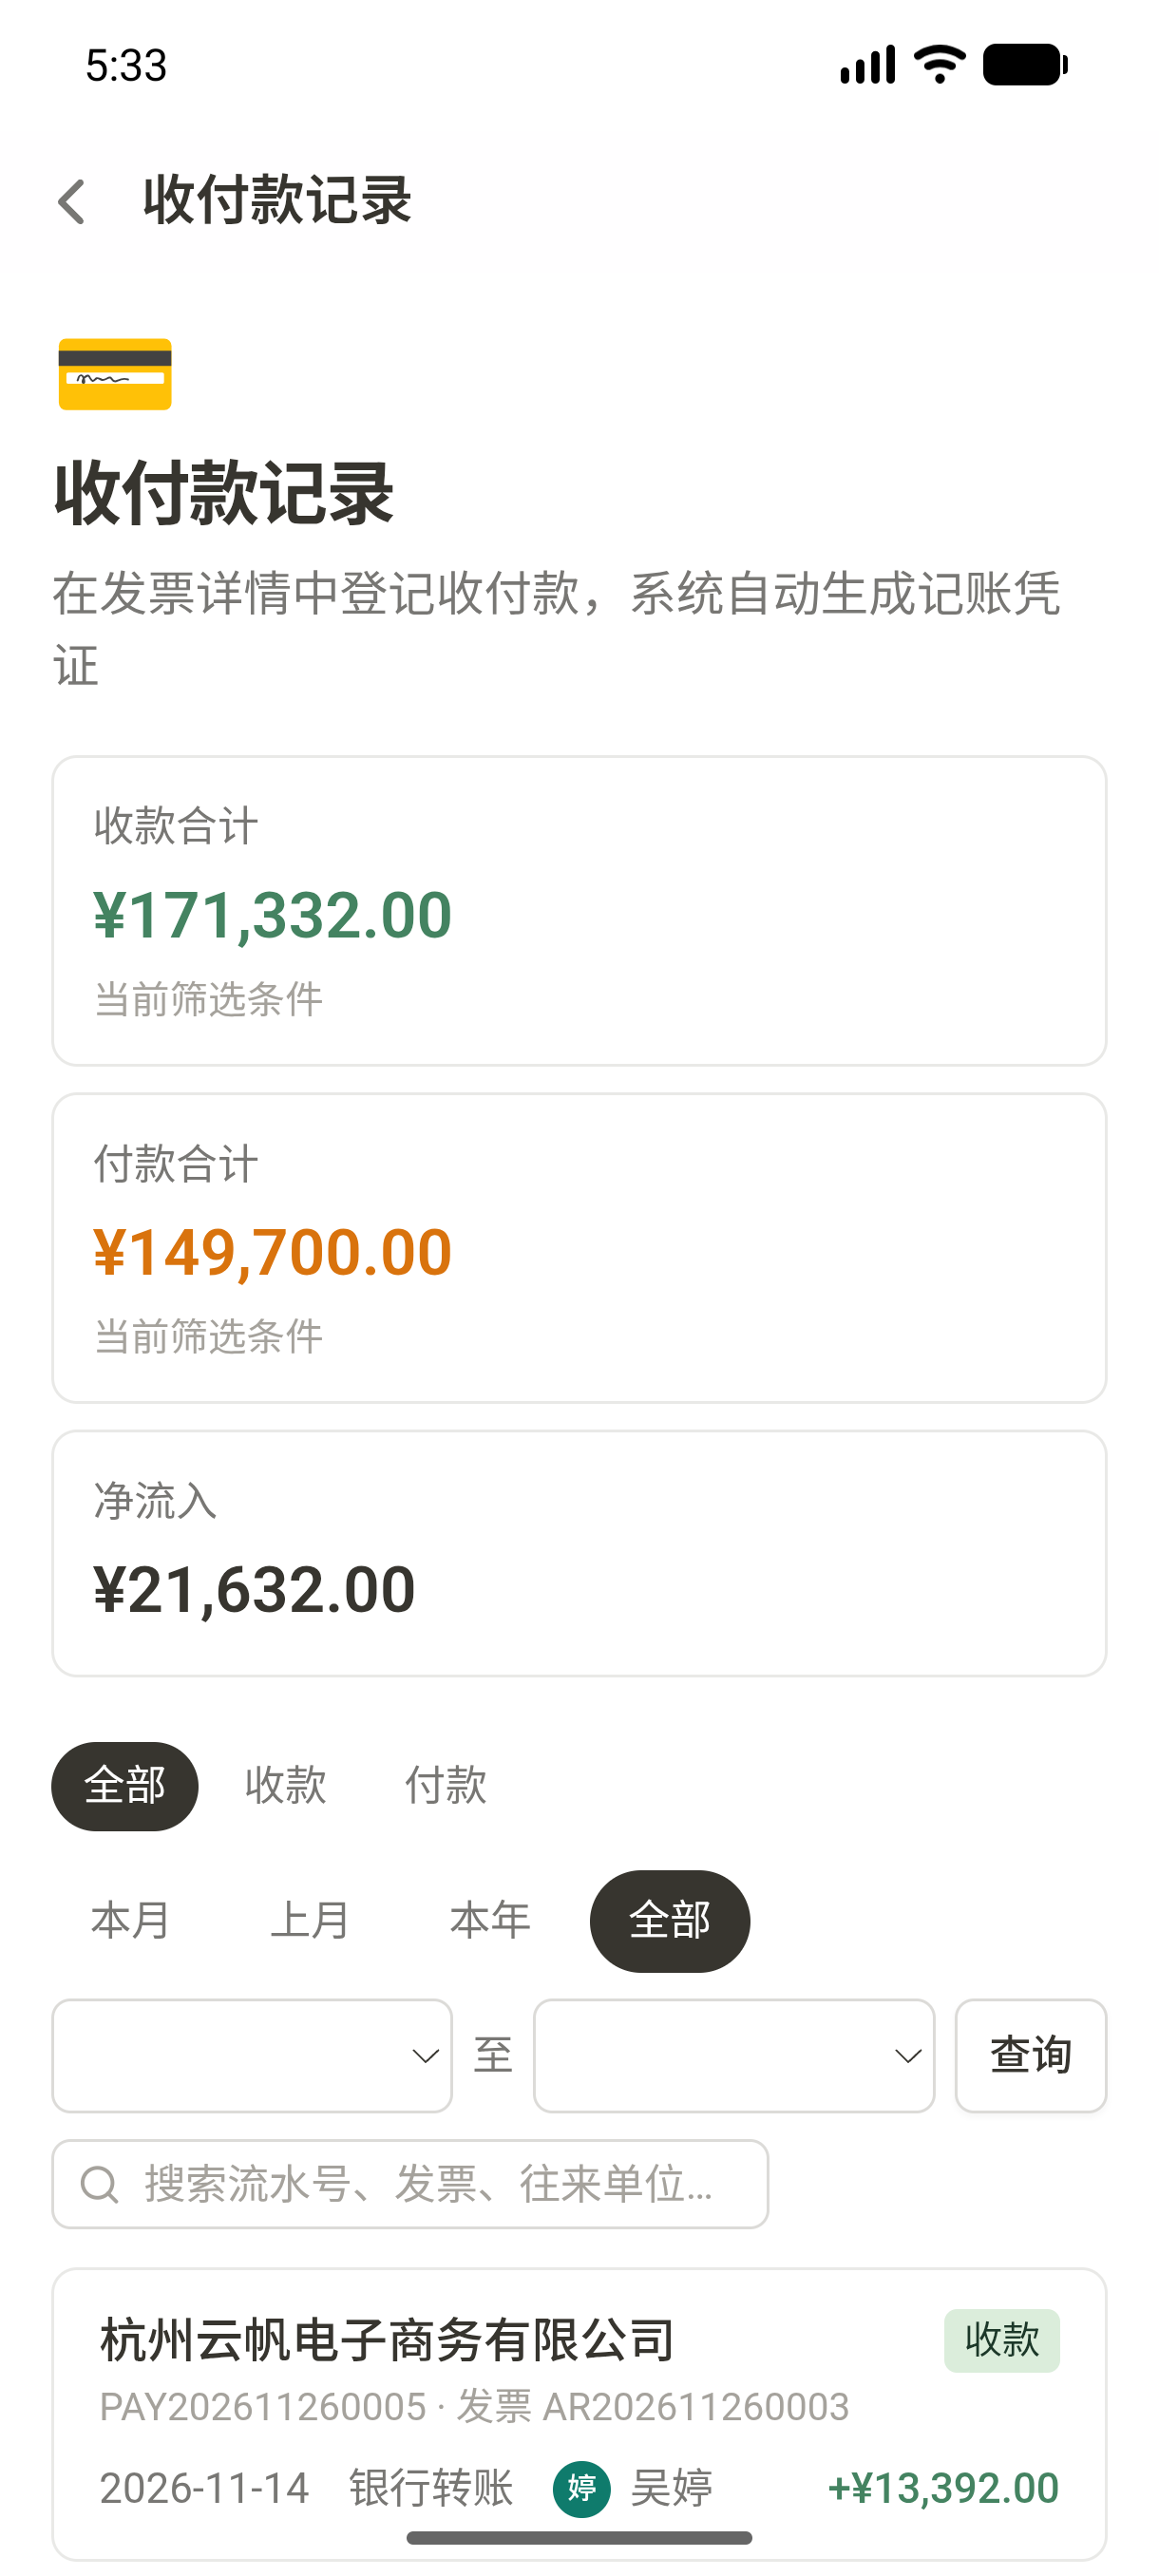 5:33
收付款记录
收付款记录
在发票详情中登记收付款，系统自动生成记账凭
证
收款合计
¥171,332.00
当前筛选条件
付款合计
¥149,700.00
当前筛选条件
净流入
¥21,632.00
全部 收款 付款
本月 上月 本年 全部
至 查询
搜索流水号、发票、往来单位...
杭州云帆电子商务有限公司 收款
PAY202611260005 · 发票 AR202611260003
2026-11-14 银行转账 婷 吴婷 +¥13,392.00